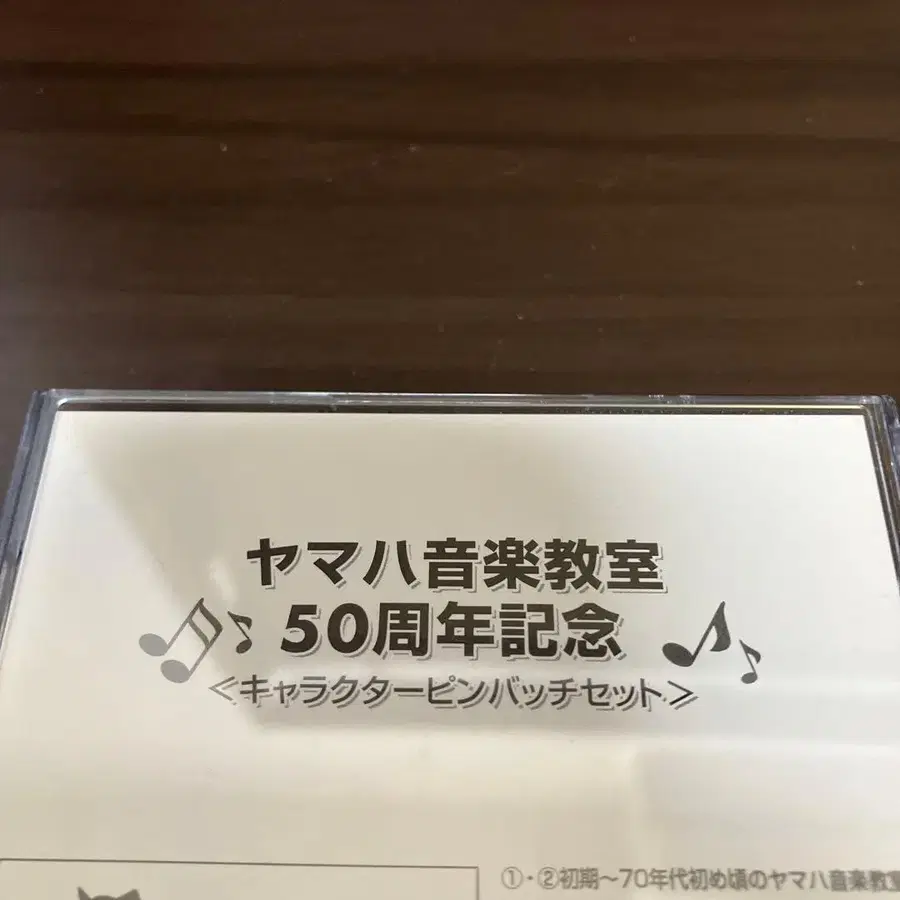 ヤマハ音楽教室
50周年記念
<キャラクターピンバッチセット>
①・②初期~70年代初め頃のヤマハ音楽教室